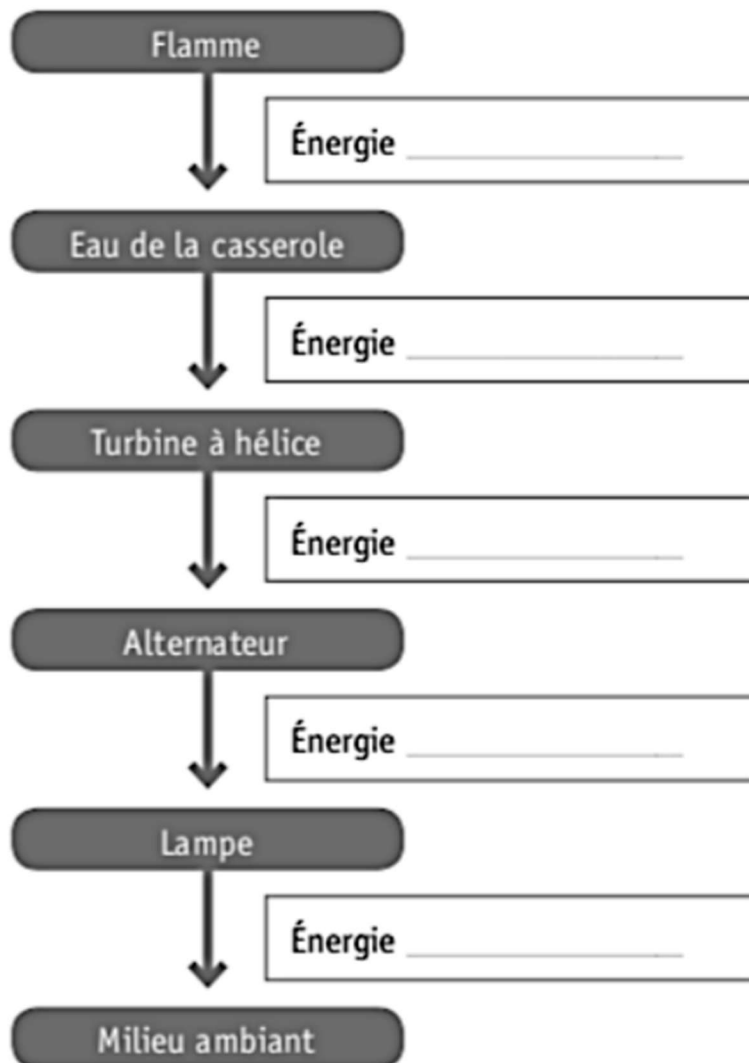 Flamme
Énergie
Eau de la casserole
Énergie
Turbine à hélice
Énergie
Alternateur
Énergie
Lampe
Énergie
Milieu ambiant